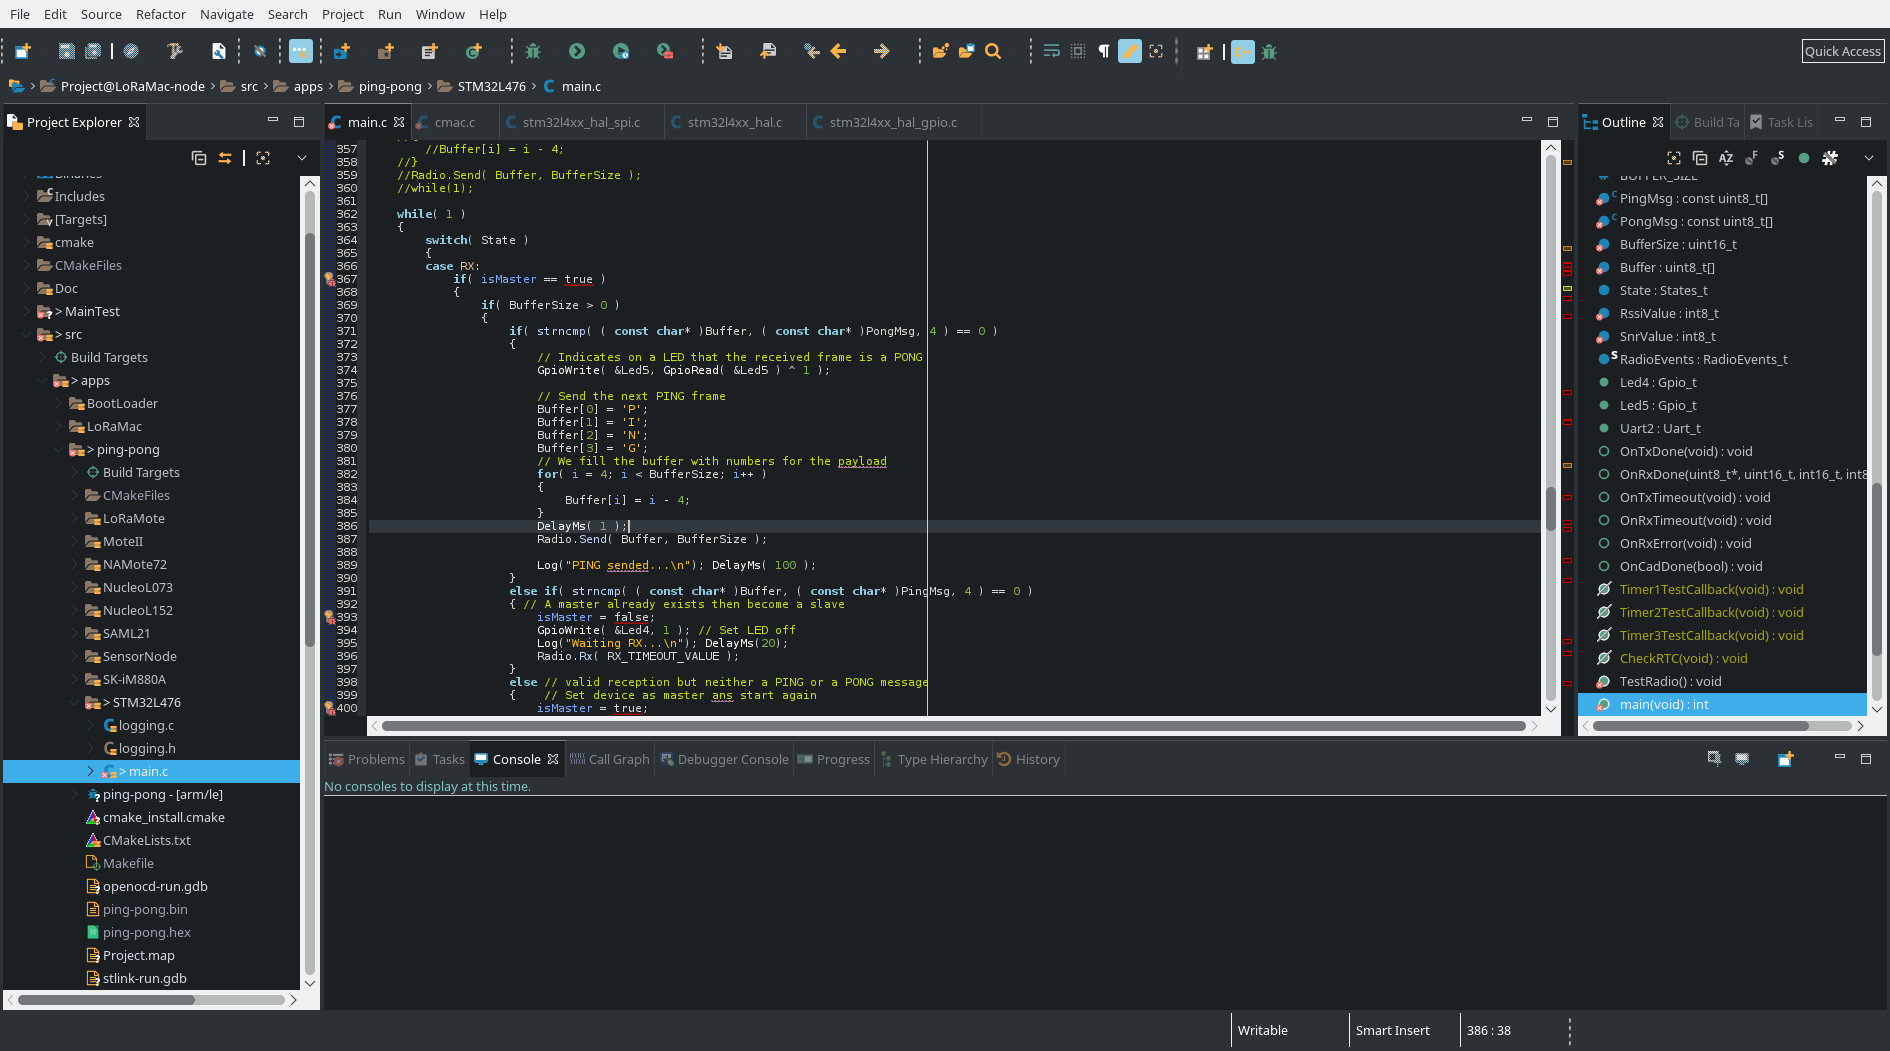 File Edit Source Refactor Navigate Search Project Run Window Help
Quick Access
Project@LoRaMac-node src apps ping-pong STM32L476 main.c
Project Explorer
Includes
[Targets]
cmake
CMakeFiles
Doc
> MainTest
> src
Build Targets
> apps
BootLoader
LoRaMac
> ping-pong
Build Targets
CMakeFiles
LoRaMote
MoteII
NAMote72
NucleoL073
NucleoL152
SAML21
SensorNode
SK-iM880A
> STM32L476
logging.c
logging.h
> main.c
ping-pong - [arm/le]
cmake_install.cmake
CMakeLists.txt
Makefile
openocd-run.gdb
ping-pong.bin
ping-pong.hex
Project.map
stlink-run.gdb
main.c cmac.c stm32l4xx_hal_spi.c stm32l4xx_hal.c stm32l4xx_hal_gpio.c
357 //Buffer[i] = i - 4;
358 //}
359 //Radio.Send( Buffer, BufferSize );
360 //while(1);
361
362 while( 1 )
363 {
364 switch( State )
365 {
366 case RX:
367 if( isMaster == true )
368 {
369 if( BufferSize > 0 )
370 {
371 if( strncmp( ( const char* )Buffer, ( const char* )PongMsg, 4 ) == 0 )
372 {
373 // Indicates on a LED that the received frame is a PONG
374 GpioWrite( &Led5, GpioRead( &Led5 ) ^ 1 );
375
376 // Send the next PING frame
377 Buffer[0] = 'P';
378 Buffer[1] = 'I';
379 Buffer[2] = 'N';
380 Buffer[3] = 'G';
381 // We fill the buffer with numbers for the payload
382 for( i = 4; i < BufferSize; i++ )
383 {
384 Buffer[i] = i - 4;
385 }
386 DelayMs( 1 );
387 Radio.Send( Buffer, BufferSize );
388
389 Log("PING sended...\n"); DelayMs( 100 );
390 }
391 else if( strncmp( ( const char* )Buffer, ( const char* )PingMsg, 4 ) == 0 )
392 { // A master already exists then become a slave
393 isMaster = false;
394 GpioWrite( &Led4, 1 ); // Set LED off
395 Log("Waiting RX...\n"); DelayMs(20);
396 Radio.Rx( RX_TIMEOUT_VALUE );
397 }
398 else // valid reception but neither a PING or a PONG message
399 { // Set device as master ans start again
400 isMaster = true;
Outline Build Ta Task Lis
BUFFER_SIZE
PingMsg : const uint8_t[]
PongMsg : const uint8_t[]
BufferSize : uint16_t
Buffer : uint8_t[]
State : States_t
RssiValue : int8_t
SnrValue : int8_t
RadioEvents : RadioEvents_t
Led4 : Gpio_t
Led5 : Gpio_t
Uart2 : Uart_t
OnTxDone(void) : void
OnRxDone(uint8_t*, uint16_t, int16_t, int8
OnTxTimeout(void) : void
OnRxTimeout(void) : void
OnRxError(void) : void
OnCadDone(bool) : void
Timer1TestCallback(void) : void
Timer2TestCallback(void) : void
Timer3TestCallback(void) : void
CheckRTC(void) : void
TestRadio() : void
main(void) : int
Problems Tasks Console Call Graph Debugger Console Progress Type Hierarchy History
No consoles to display at this time.
Writable Smart Insert 386 : 38